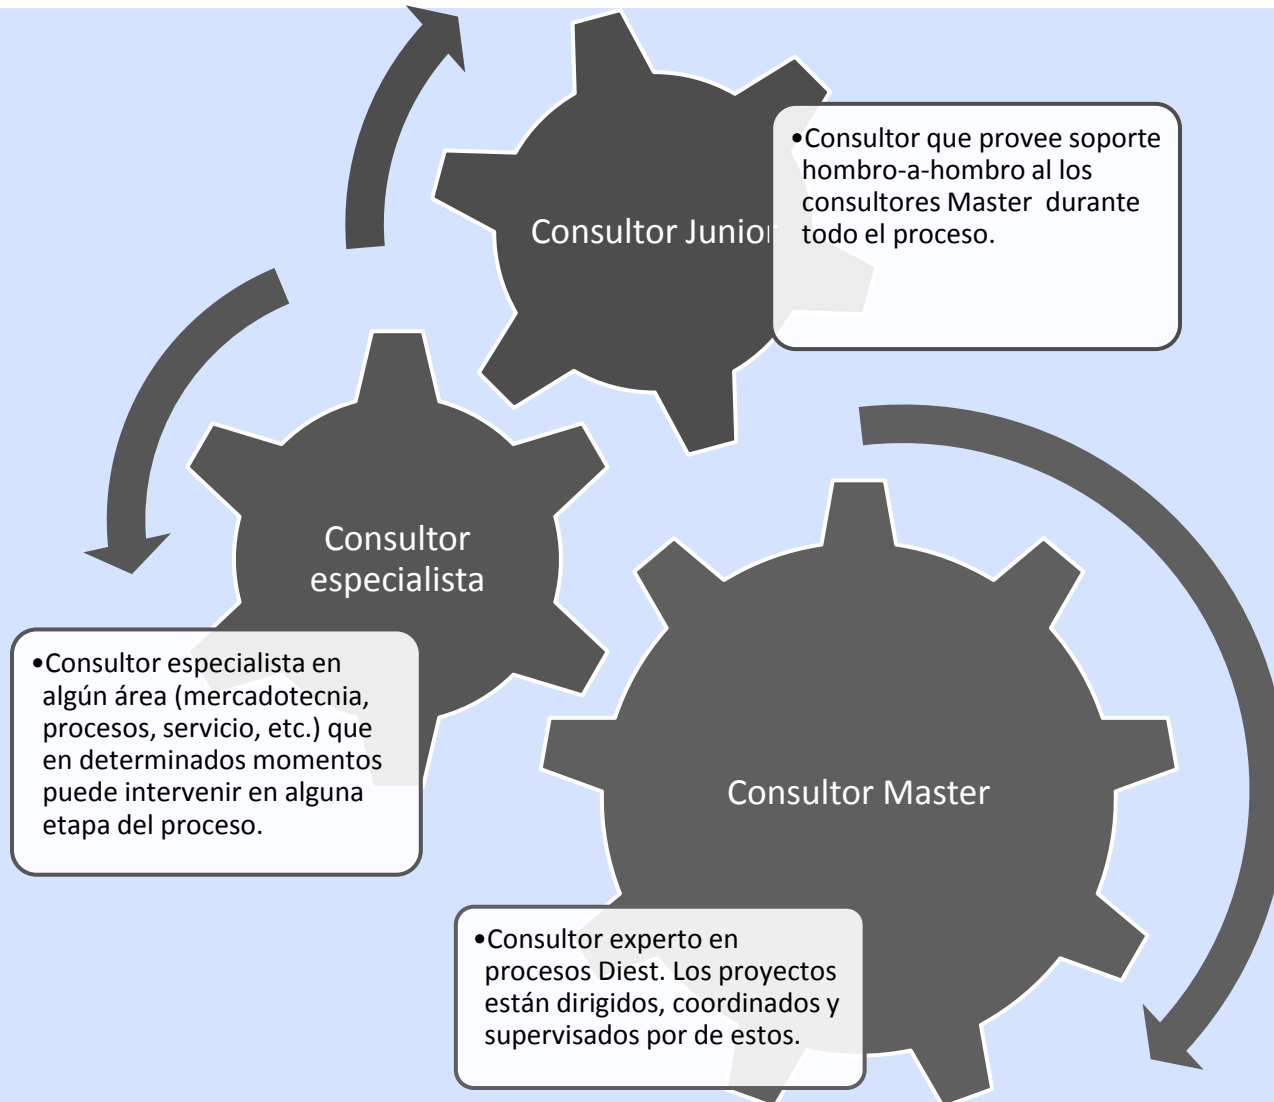 Consultor Junior
•Consultor que provee soporte
hombro-a-hombro al los
consultores Master  durante
todo el proceso.
Consultor
especialista
•Consultor especialista en
algún área (mercadotecnia,
procesos, servicio, etc.) que
en determinados momentos
puede intervenir en alguna
etapa del proceso.
Consultor Master
•Consultor experto en
procesos Diest. Los proyectos
están dirigidos, coordinados y
supervisados por de estos.